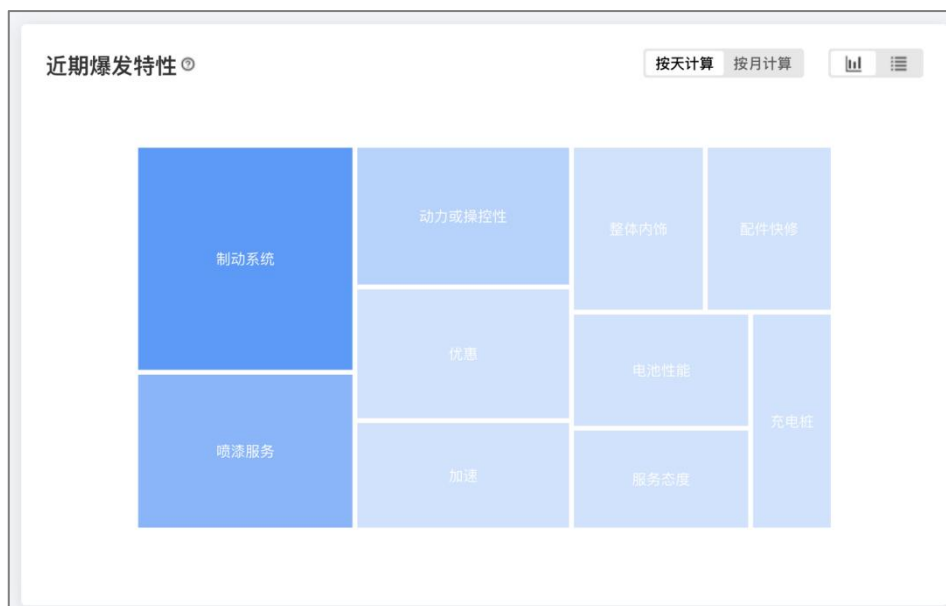 近期爆发特性
按天计算 按月计算
制动系统
动力或操控性
整体内饰
配件快修
优惠
电池性能
充电桩
喷漆服务
加速
服务态度